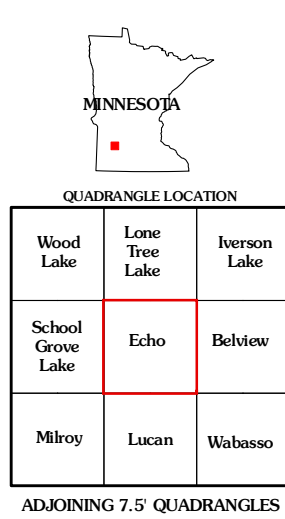 MINNESOTA
QUADRANGLE LOCATION
Wood
Lake
Lone
Tree
Lake
Iverson
Lake
School
Grove
Lake
Echo
Belview
Milroy
Lucan
Wabasso
ADJOINING 7.5' QUADRANGLES